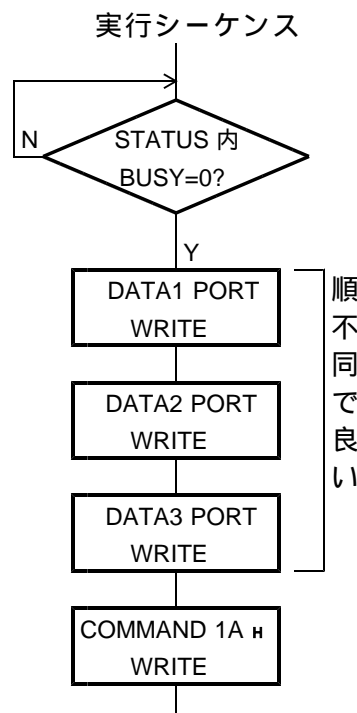 実行シーケンス
STATUS 内
BUSY=0?
N
Y
DATA1 PORT
WRITE
DATA2 PORT
WRITE
DATA3 PORT
WRITE
順不同で良い
COMMAND 1A H
WRITE